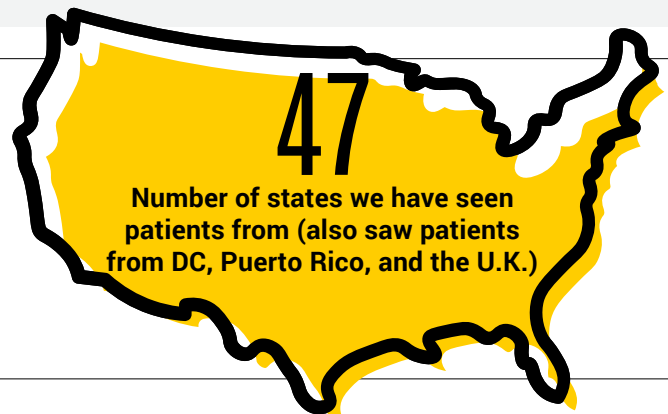 47
Number of states we have seen
patients from (also saw patients
from DC, Puerto Rico, and the U.K.)